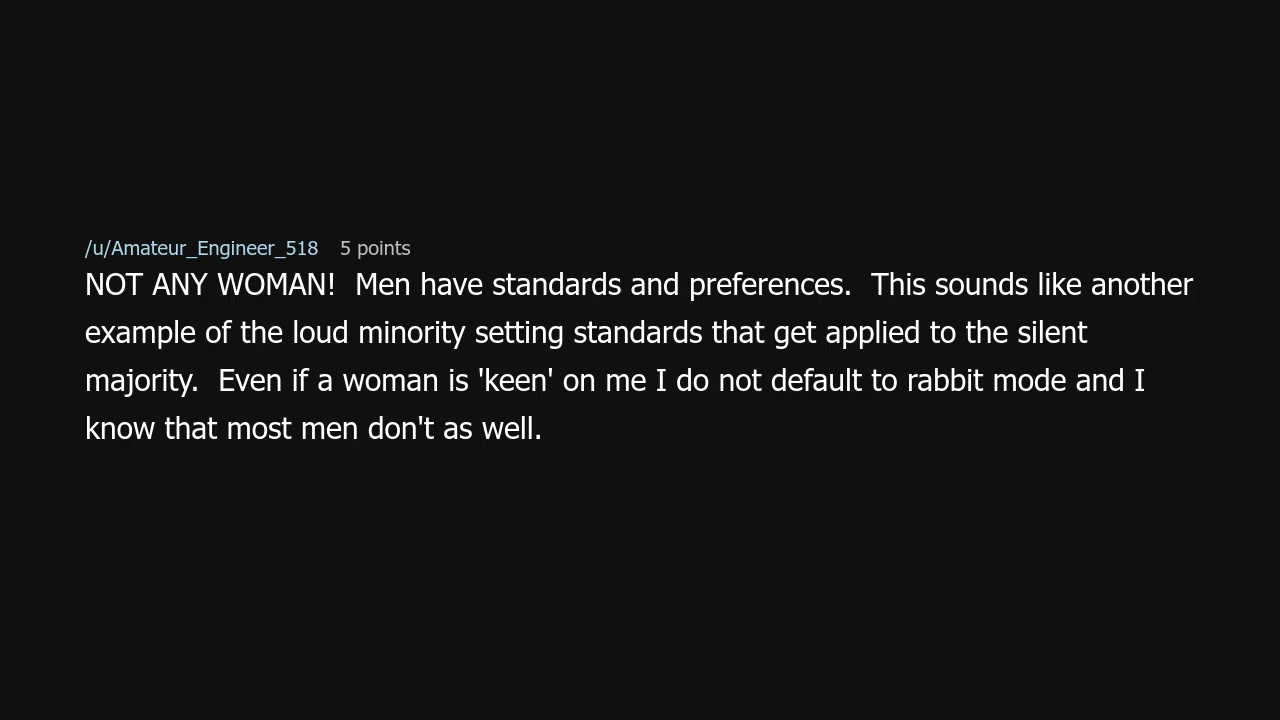 /u/Amateur_Engineer_518 5 points
NOT ANY WOMAN!  Men have standards and preferences.  This sounds like another
example of the loud minority setting standards that get applied to the silent
majority.  Even if a woman is 'keen' on me I do not default to rabbit mode and I
know that most men don't as well.